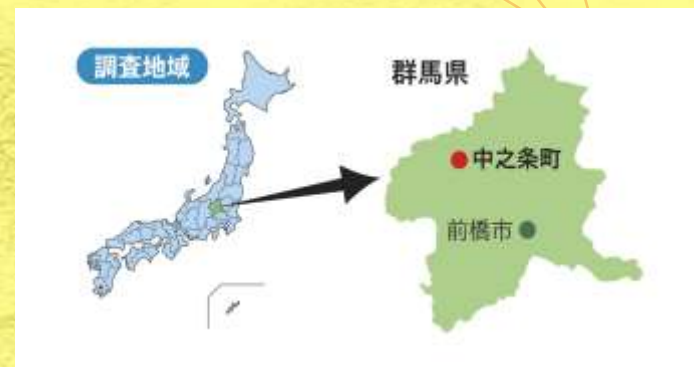 調査地域
群馬県
中之条町
前橋市